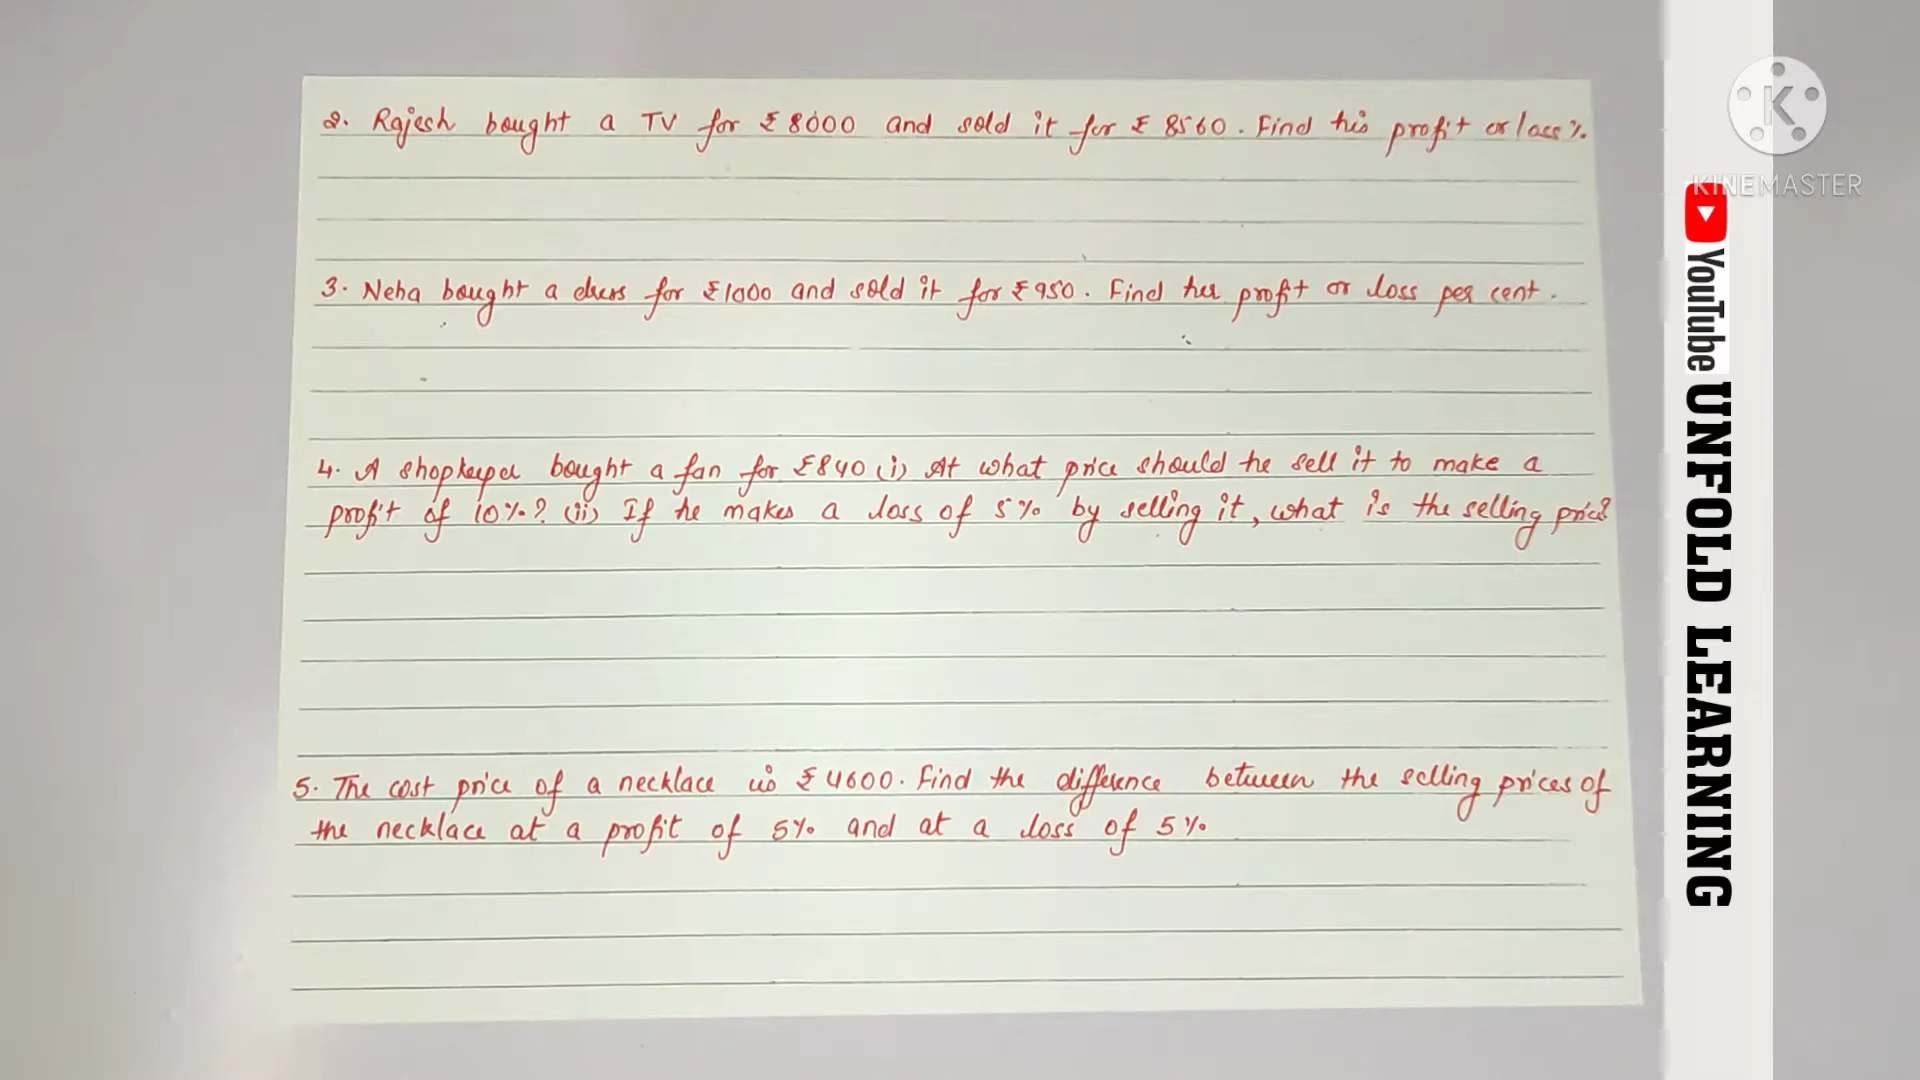 2. Rajesh bought a TV for ₹8000 and sold it for ₹ 8560. Find his profit or loss %.
3. Neha bought a dress for ₹1000 and sold it for ₹950. Find her profit or loss per cent.
4. A shopkeeper bought a fan for ₹840 (i) At what price should he sell it to make a
profit of 10%? (ii) If he makes a loss of 5% by selling it, what is the selling price?
5. The cost price of a necklace is ₹4600. Find the difference between the selling prices of
the necklace at a profit of 5% and at a loss of 5%
K
KINEMASTER
YouTube UNFOLD LEARNING